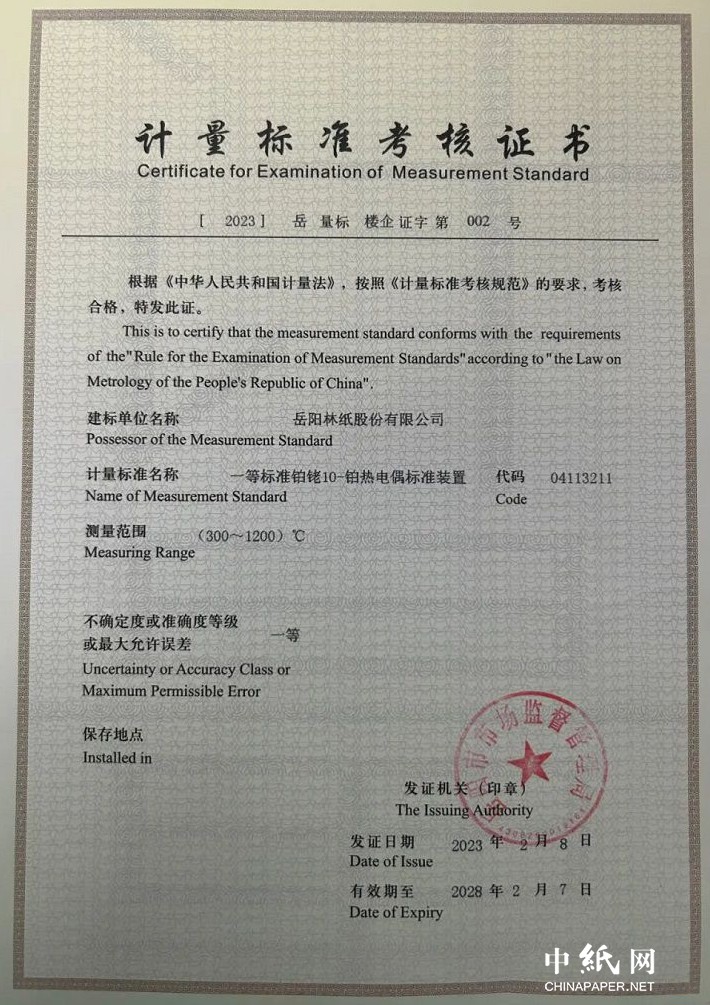 计量标准考核证书
Certificate for Examination of Measurement Standard
[ 2023 ] 岳 量标 楼企 证字 第 002 号
根据《中华人民共和国计量法》，按照《计量标准考核规范》的要求，考核
合格，特发此证。
This is to certify that the measurement standard conforms with the requirements
of the"Rule for the Examination of Measurement Standards"according to"the Law on
Metrology of the People's Republic of China".
建标单位名称 岳阳林纸股份有限公司
Possessor of the Measurement Standard
计量标准名称 一等标准铂铑10-铂热电偶标准装置 代码 04113211
Name of Measurement Standard Code
测量范围 （300～1200）℃
Measuring Range
不确定度或准确度等级
或最大允许误差 一等
Uncertainty or Accuracy Class or
Maximum Permissible Error
保存地点
Installed in
市市场监督管理局
发证机关（印章）
The Issuing Authority
发证日期 2023 年 2 月 8 日
Date of Issue
有效期至 2028 年 2 月 7 日
Date of Expiry
中紙网
CHINAPAPER.NET